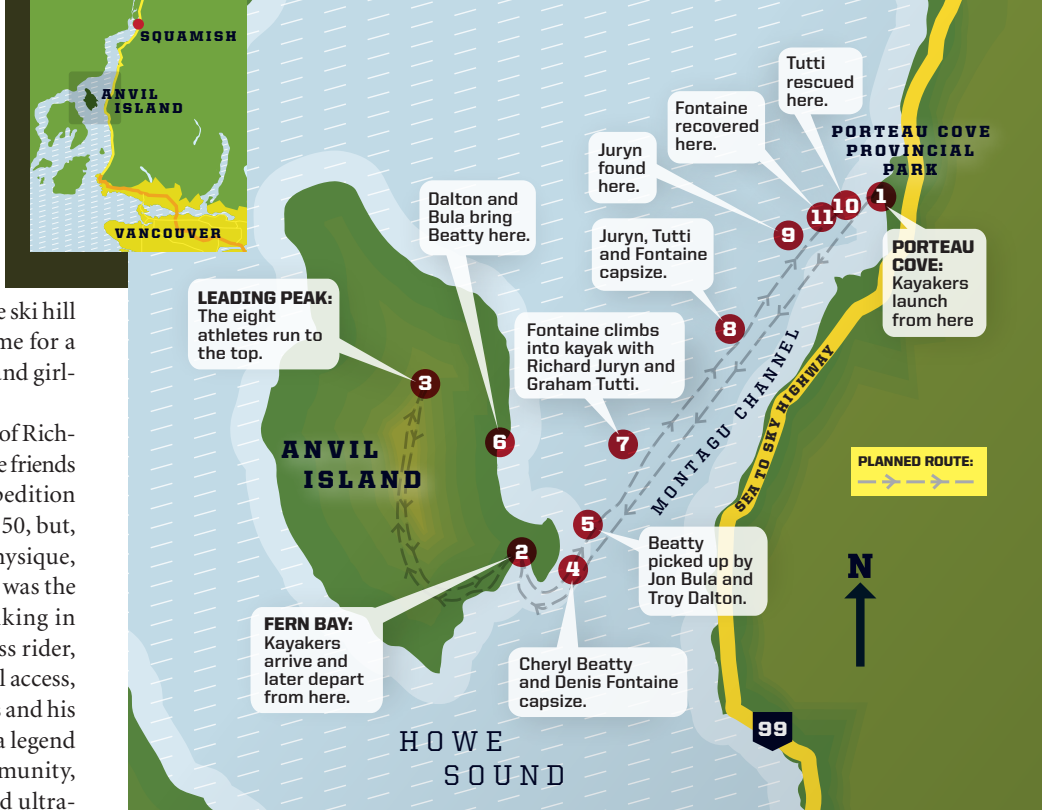 SQUAMISH
ANVIL
ISLAND
VANCOUVER
e ski hill
me for a
nd girl-
of Rich-
e friends
pedition
50, but,
hysique,
was the
king in
ss rider,
l access,
s and his
a legend
munity,
d ultra-
Tutti
rescued
here.
Fontaine
recovered
here.
Juryn
found
here.
PORTEAU COVE
PROVINCIAL
PARK
1
10
11
9
Dalton and
Bula bring
Beatty here.
Juryn, Tutti
and Fontaine
capsize.
PORTEAU
COVE:
Kayakers
launch
from here
LEADING PEAK:
The eight
athletes run to
the top.
Fontaine climbs
into kayak with
Richard Juryn and
Graham Tutti.
8
3
6
7
ANVIL
ISLAND
MONTAGU CHANNEL
SEA TO SKY HIGHWAY
PLANNED ROUTE:
5
2
4
Beatty
picked up by
Jon Bula and
Troy Dalton.
N
FERN BAY:
Kayakers
arrive and
later depart
from here.
Cheryl Beatty
and Denis Fontaine
capsize.
99
HOWE
SOUND